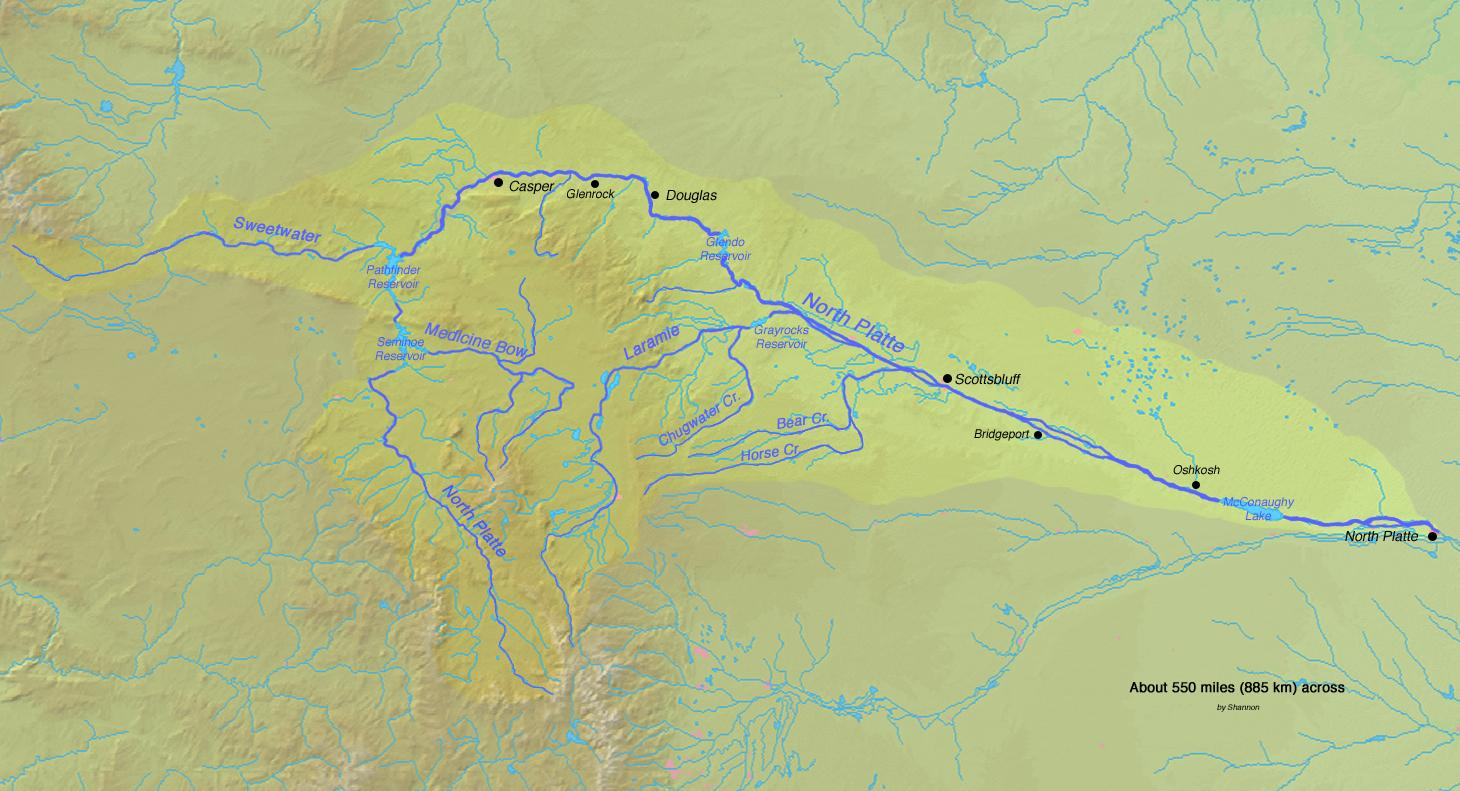 Casper
Glenrock
Douglas
Sweetwater
Glendo
Reservoir
Pathfinder
Reservoir
North Platte
Medicine Bow
Laramie
Grayrocks
Reservoir
Seminoe
Reservoir
Scottsbluff
Chugwater Cr.
Bear Cr.
Bridgeport
Horse Cr.
Oshkosh
North Platte
McConaughy
Lake
North Platte
About 550 miles (885 km) across
by Shannon